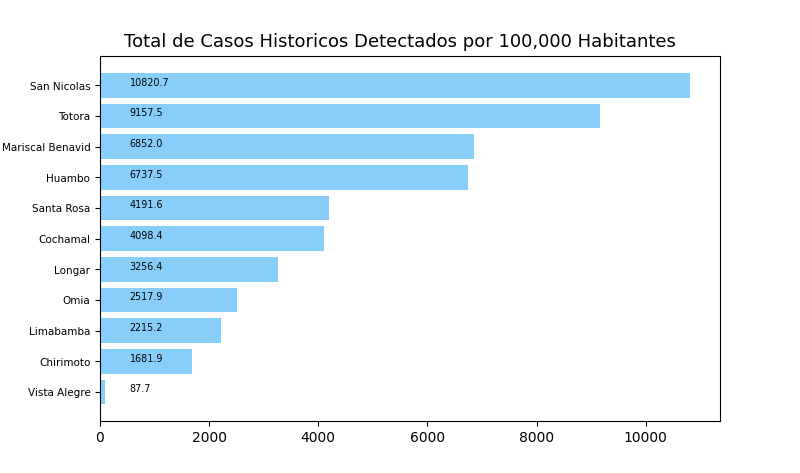 Total de Casos Historicos Detectados por 100,000 Habitantes
San Nicolas 10820.7
Totora 9157.5
Mariscal Benavid 6852.0
Huambo 6737.5
Santa Rosa 4191.6
Cochamal 4098.4
Longar 3256.4
Omia 2517.9
Limabamba 2215.2
Chirimoto 1681.9
Vista Alegre 87.7
0 2000 4000 6000 8000 10000